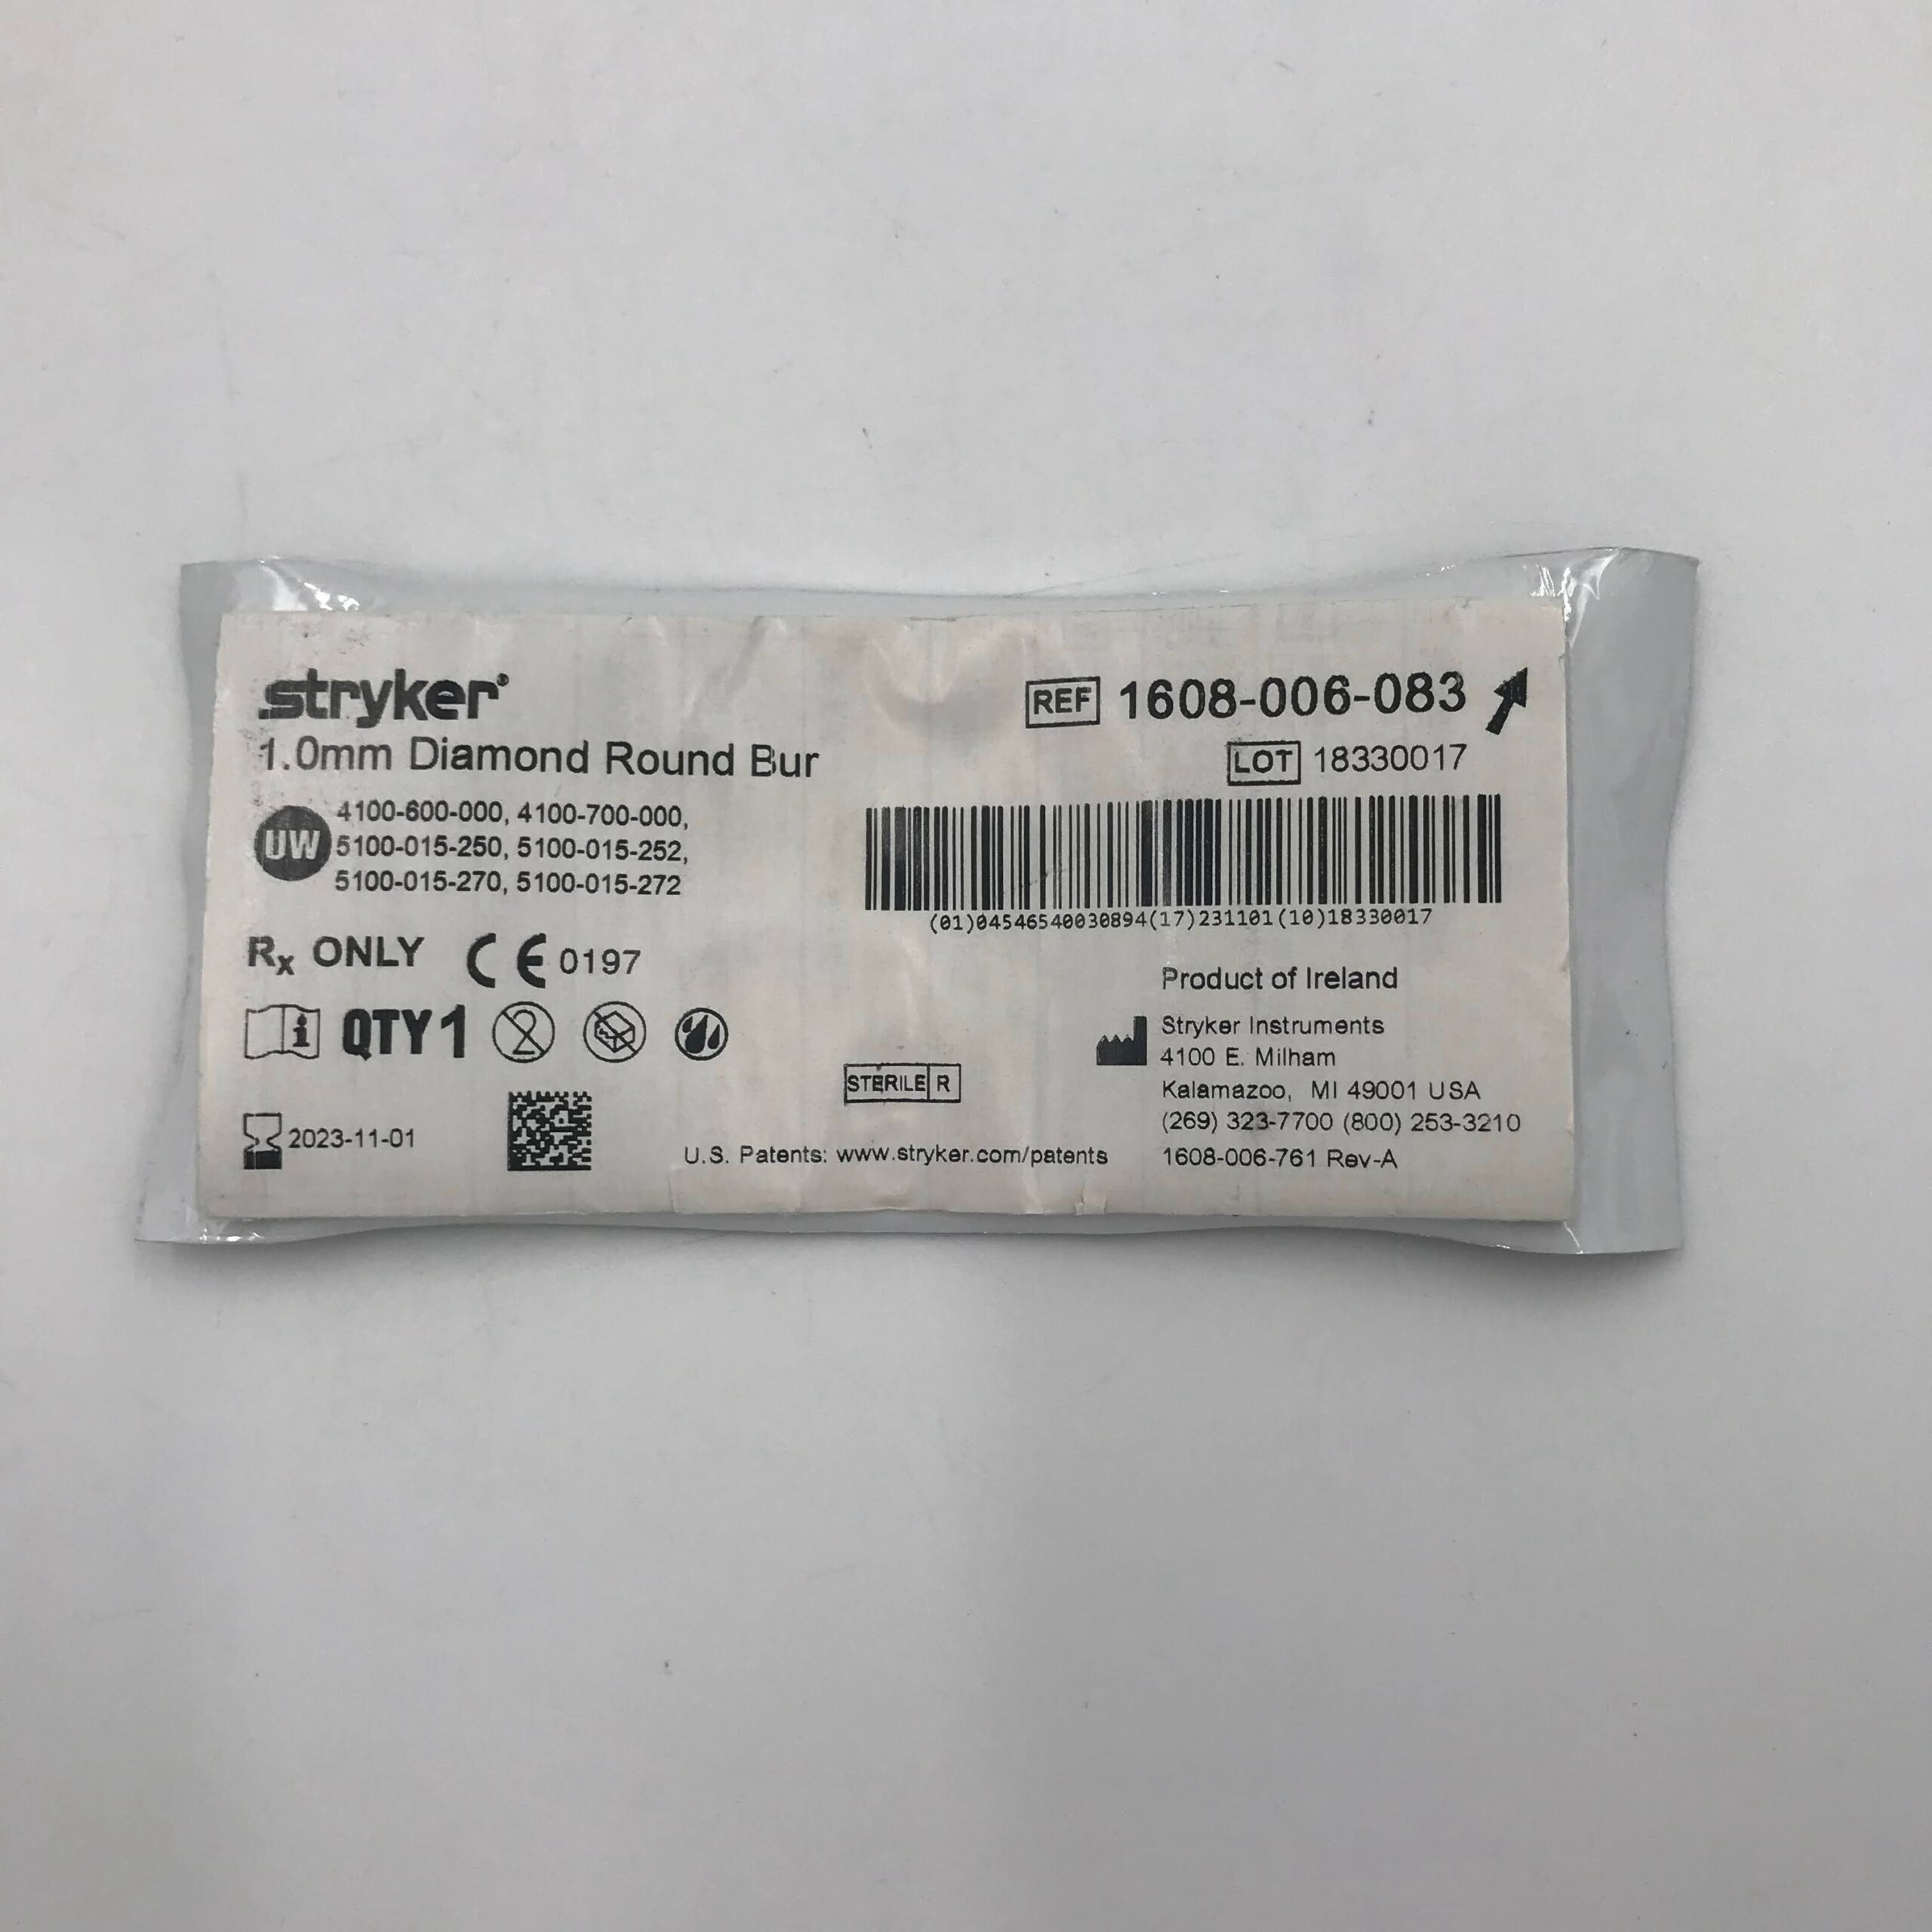 stryker®
1.0mm Diamond Round Bur
UW
4100-600-000, 4100-700-000,
5100-015-250, 5100-015-252,
5100-015-270, 5100-015-272
Rx ONLY CE 0197
i QTY 1 2
2023-11-01
REF 1608-006-083
LOT 18330017
(01)04546540030894(17)231101(10)18330017
STERILE R
U.S. Patents: www.stryker.com/patents
Product of Ireland
Stryker Instruments
4100 E. Milham
Kalamazoo, MI 49001 USA
(269) 323-7700 (800) 253-3210
1608-006-761 Rev-A